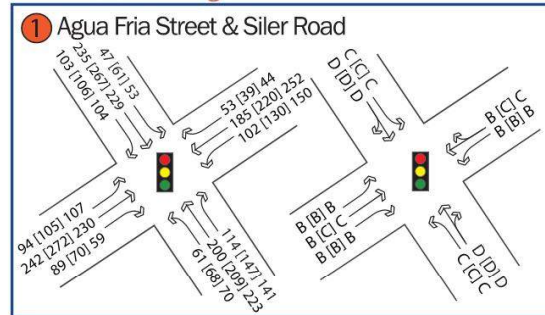 1 Agua Fria Street & Siler Road
47 [61] 53
235 [267] 229
103 [106] 104
53 [39] 44
185 [220] 252
102 [130] 150
94 [105] 107
242 [272] 230
89 [70] 59
114 [147] 141
200 [209] 223
61 [68] 70
C [C] C
D [D] D
B [C] C
B [B] B
B [B] B
B [C] C
B [B] B
D [D] D
C [C] C